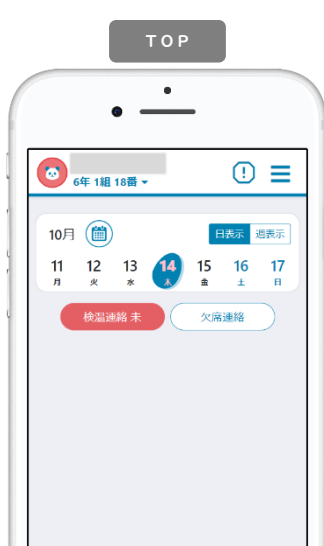 TOP
6年 1組 18番
10月
日表示 週表示
11 12 13 14 15 16 17
月 火 水 木 金 土 日
検温連絡 未 欠席連絡